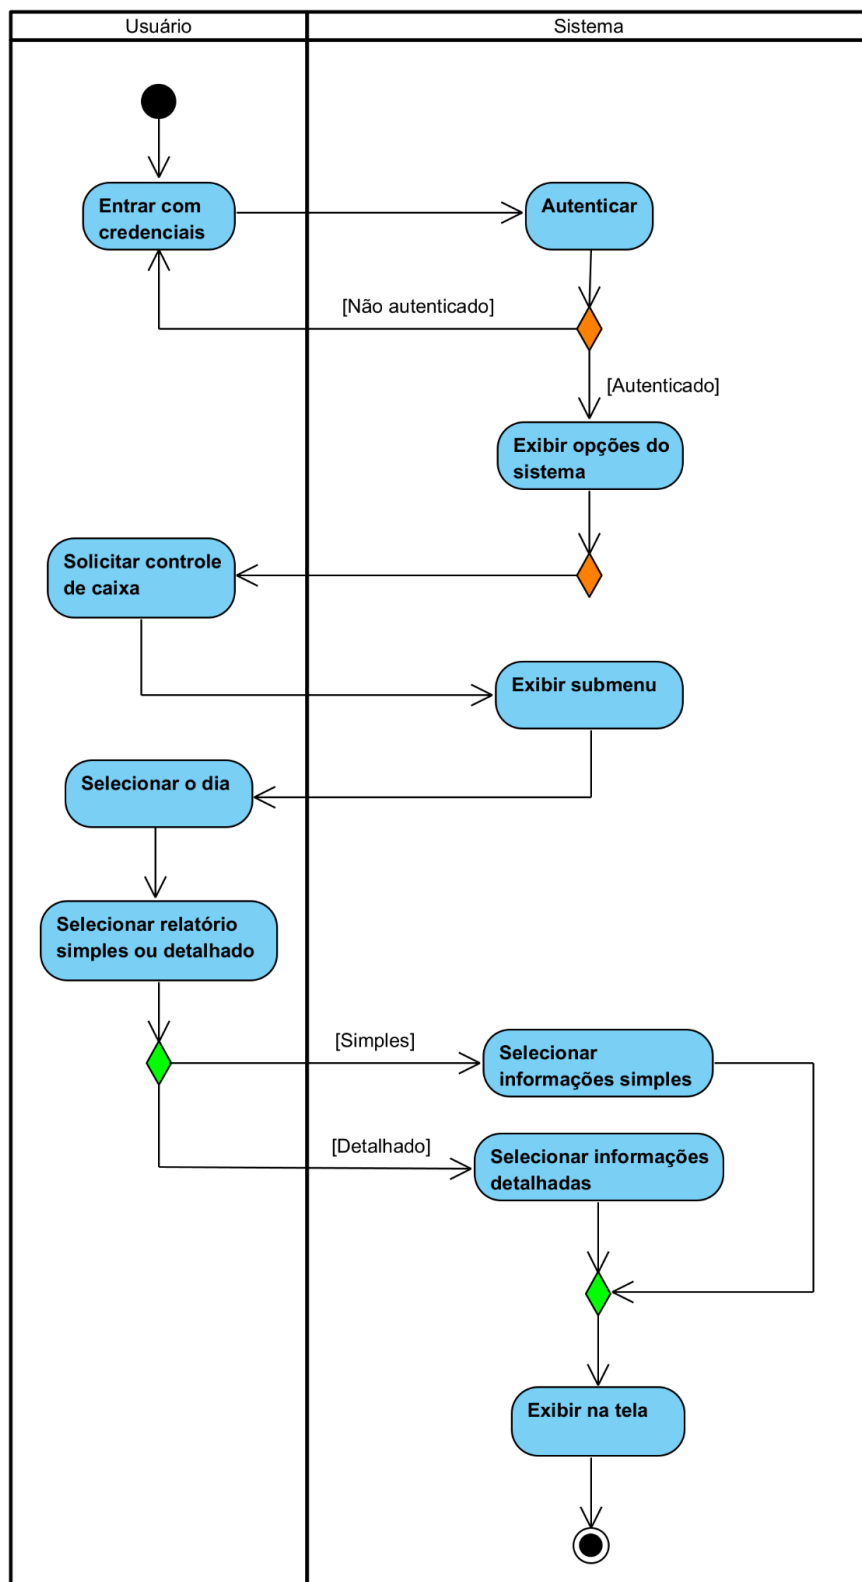 Usuário
Sistema
Entrar com
credenciais
Autenticar
[Não autenticado]
[Autenticado]
Exibir opções do
sistema
Solicitar controle
de caixa
Exibir submenu
Selecionar o dia
Selecionar relatório
simples ou detalhado
[Simples]
Selecionar
informações simples
[Detalhado]
Selecionar informações
detalhadas
Exibir na tela